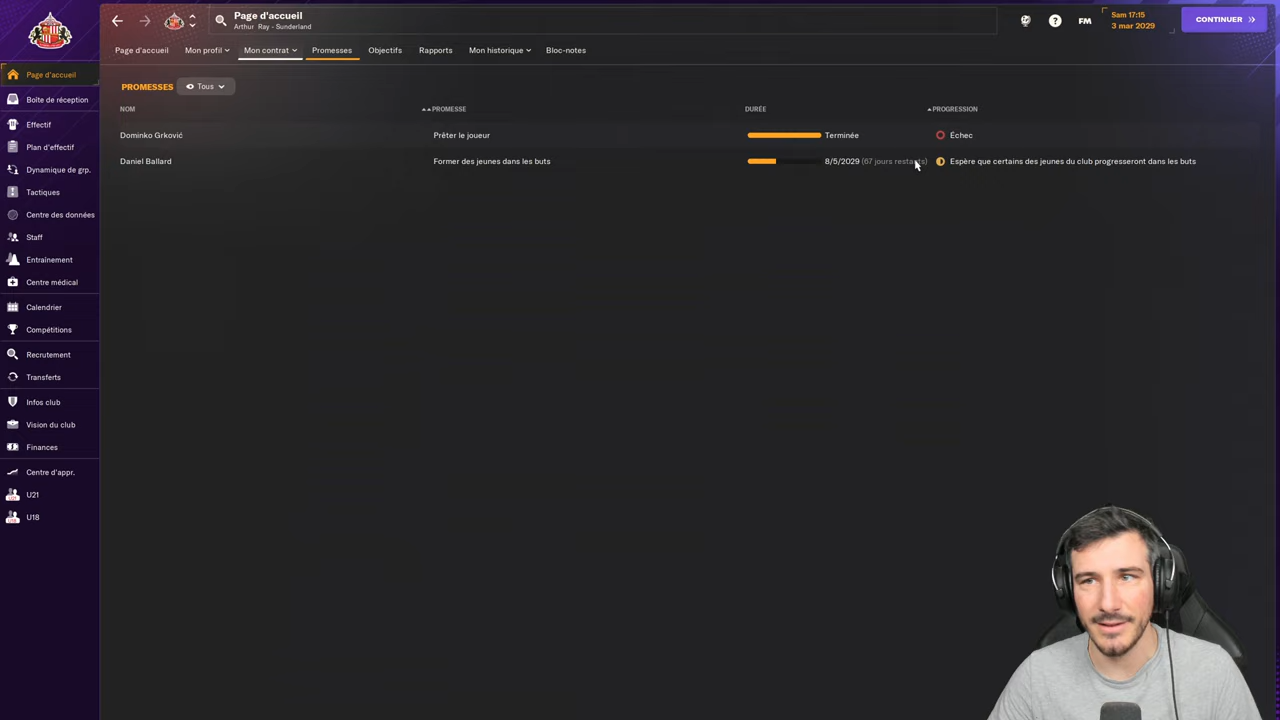 Page d'accueil
Arthur Ray - Sunderland
FM
Sam 17:15
3 mar 2029
CONTINUER
Page d'accueil
Mon profil
Mon contrat
Promesses
Objectifs
Rapports
Mon historique
Bloc-notes
Page d'accueil
Boîte de réception
Effectif
Plan d'effectif
Dynamique de grp.
Tactiques
Centre des données
Staff
Entraînement
Centre médical
Calendrier
Compétitions
Recrutement
Transferts
Infos club
Vision du club
Finances
Centre d'appr.
U21
U18
PROMESSES
Tous
NOM
PROMESSE
DURÉE
PROGRESSION
Dominko Grković
Prêter le joueur
Terminée
Échec
Daniel Ballard
Former des jeunes dans les buts
8/5/2029 (67 jours restants)
Espère que certains des jeunes du club progresseront dans les buts